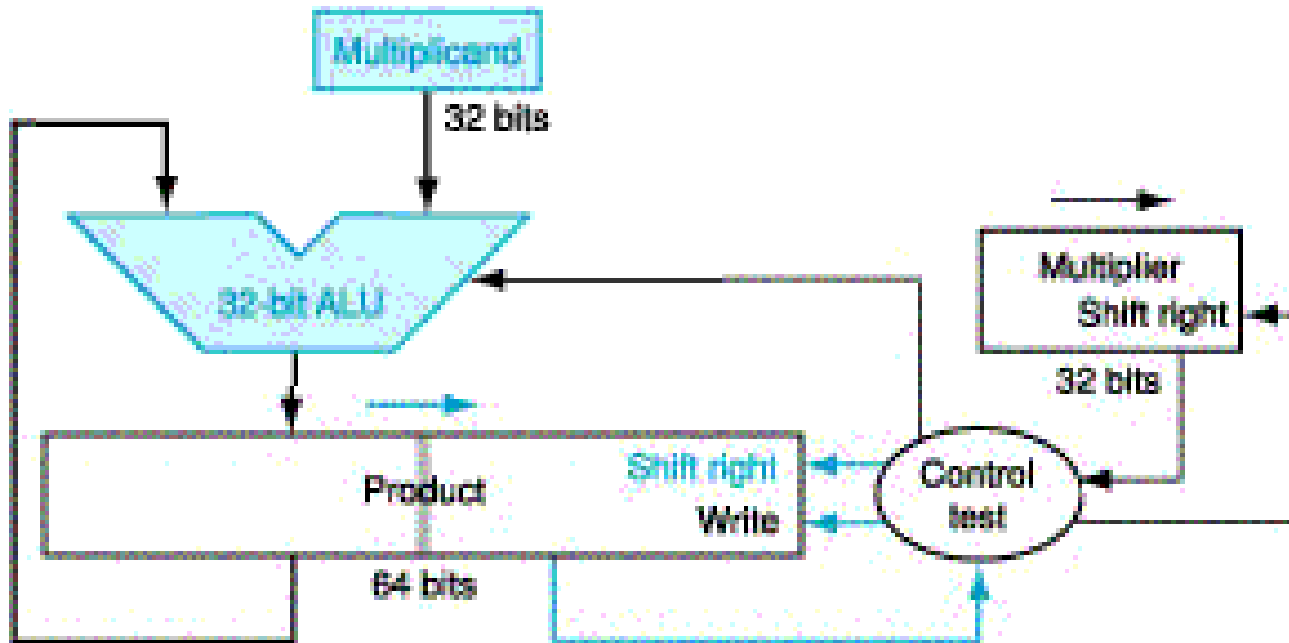 Multiplicand
32 bits
32-bit ALU
Multiplier
Shift right
32 bits
Product
Shift right
Write
64 bits
Control
test